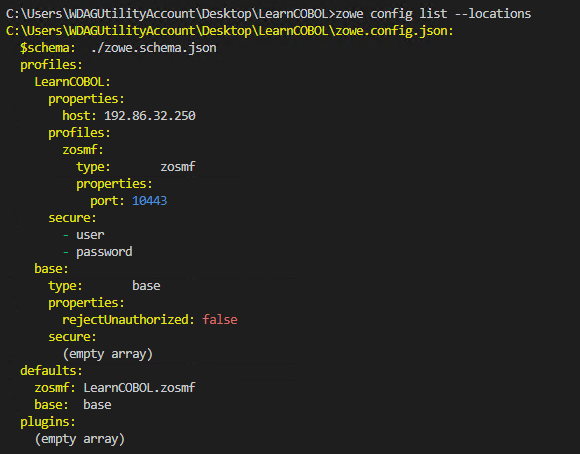 C:\Users\WDAGUtilityAccount\Desktop\LearnCOBOL>zowe config list --locations
C:\Users\WDAGUtilityAccount\Desktop\LearnCOBOL\zowe.config.json:
  $schema:  ./zowe.schema.json
  profiles:
    LearnCOBOL:
      properties:
        host: 192.86.32.250
      profiles:
        zosmf:
          type:       zosmf
          properties:
            port: 10443
      secure:
        - user
        - password
    base:
      type:       base
      properties:
        rejectUnauthorized: false
      secure:
        (empty array)
  defaults:
    zosmf: LearnCOBOL.zosmf
    base:  base
  plugins:
    (empty array)